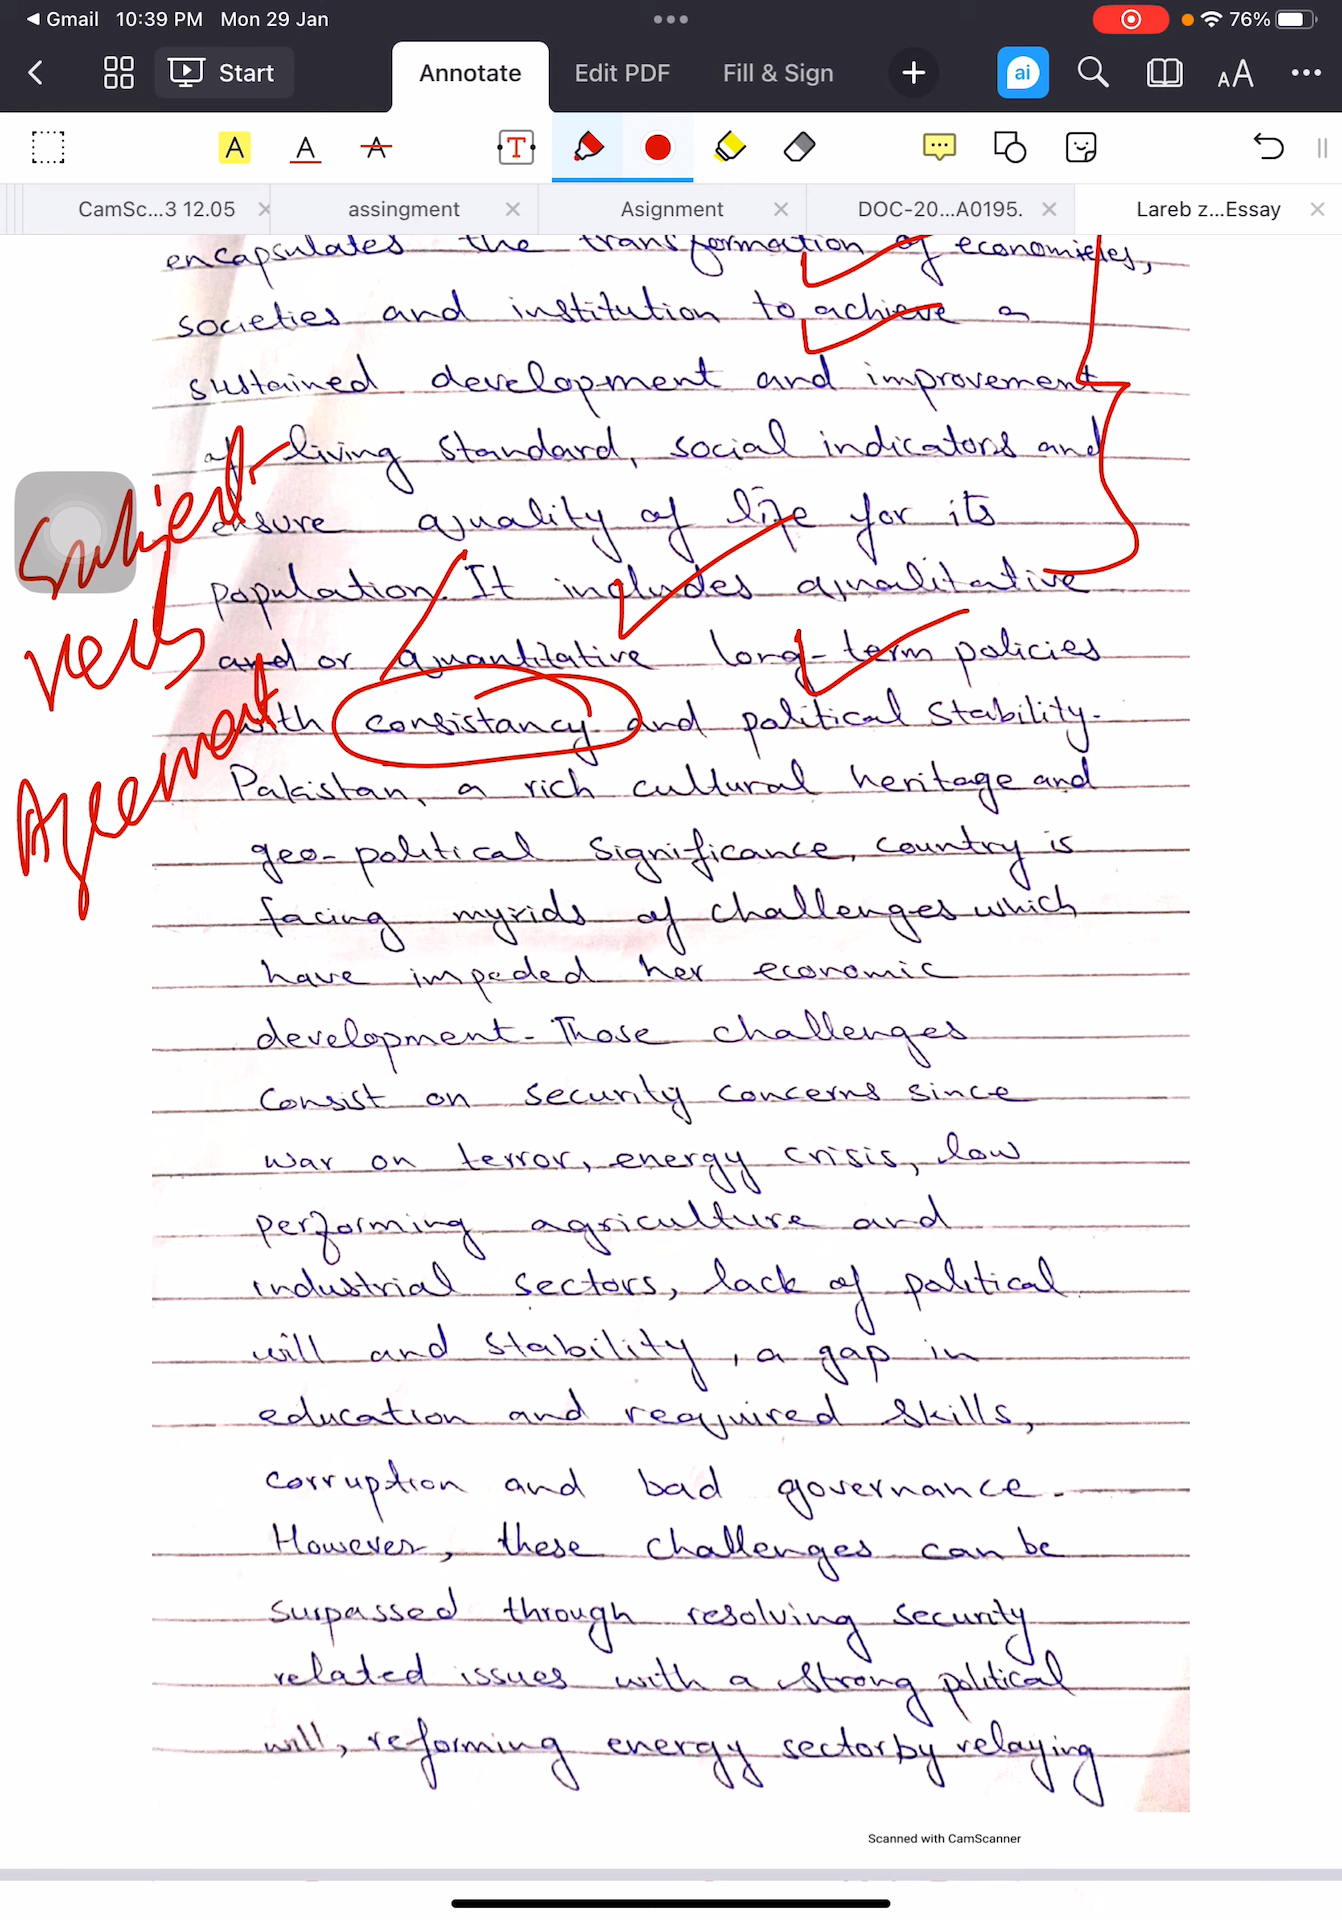 Gmail 10:39 PM Mon 29 Jan 76%
Start Annotate Edit PDF Fill & Sign ai AA
A A A T
CamSc...3 12.05 assingment Asignment DOC-20...A0195. Lareb z...Essay
encapsulates the transformation of economieles,
societies and institution to achieve a
sustained development and improvement
of living standard, social indicators and
ensure quality of life for its
population. It includes qualitative
and or quantitative long-term policies
with consistancy and political stability.
Pakistan, a rich cultural heritage and
geo-political significance, country is
facing myrids of challenges which
have impeded her economic
development. Those challenges
consist on security concerns since
war on terror, energy crisis, low
performing agriculture and
industrial sectors, lack of political
will and stability, a gap in
education and required skills,
corruption and bad governance.
However, these challenges can be
surpassed through resolving security
related issues with a strong political
will, reforming energy sector by relaying
Subject
verb
Agreement
Scanned with CamScanner